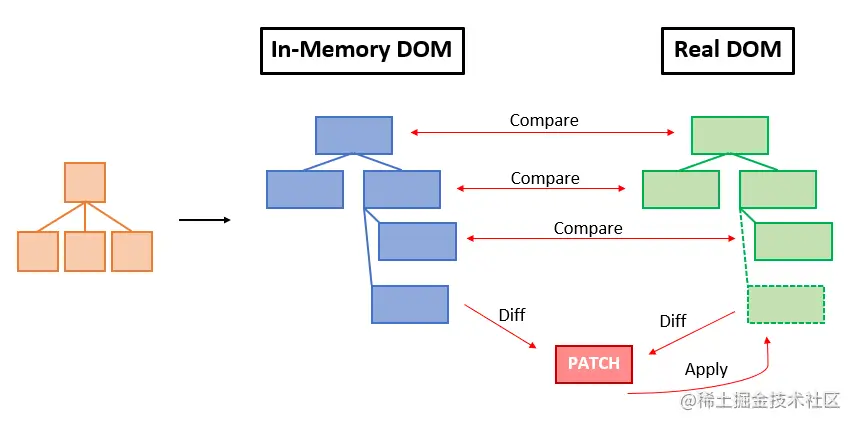 In-Memory DOM
Real DOM
Compare
Compare
Compare
Diff
Diff
PATCH
Apply
@稀土掘金技术社区